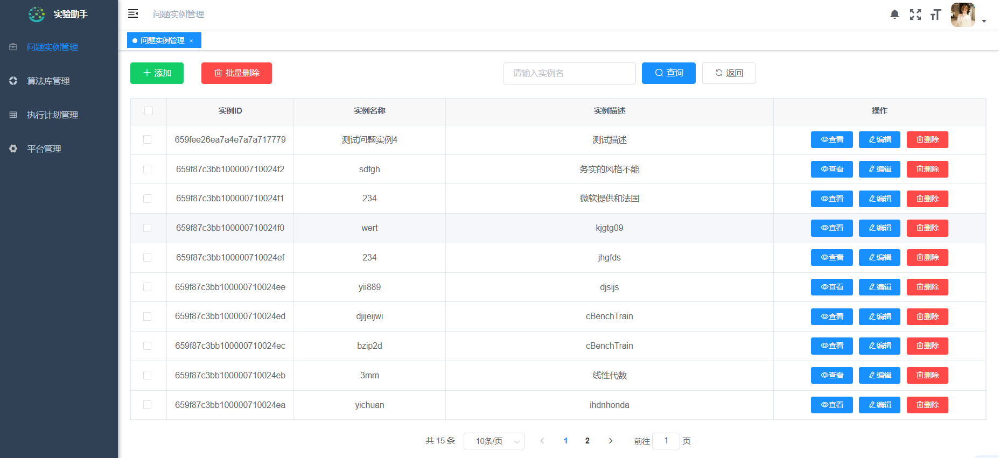 实验助手
问题实例管理
算法库管理
执行计划管理
平台管理
问题实例管理
问题实例管理 ×
添加 批量删除 请输入实例名 查询 返回
实例ID 实例名称 实例描述 操作
659fee26ea7a4e7a7a717779 测试问题实例4 测试描述 查看 编辑 删除
659f87c3bb100000710024f2 sdfgh 务实的风格不能 查看 编辑 删除
659f87c3bb100000710024f1 234 微软提供和法国 查看 编辑 删除
659f87c3bb100000710024f0 wert kjgtg09 查看 编辑 删除
659f87c3bb100000710024ef 234 jhgfds 查看 编辑 删除
659f87c3bb100000710024ee yii889 djsijs 查看 编辑 删除
659f87c3bb100000710024ed djijeijwi cBenchTrain 查看 编辑 删除
659f87c3bb100000710024ec bzip2d cBenchTrain 查看 编辑 删除
659f87c3bb100000710024eb 3mm 线性代数 查看 编辑 删除
659f87c3bb100000710024ea yichuan ihdnhonda 查看 编辑 删除
共 15 条 10条/页 1 2 前往 1 页